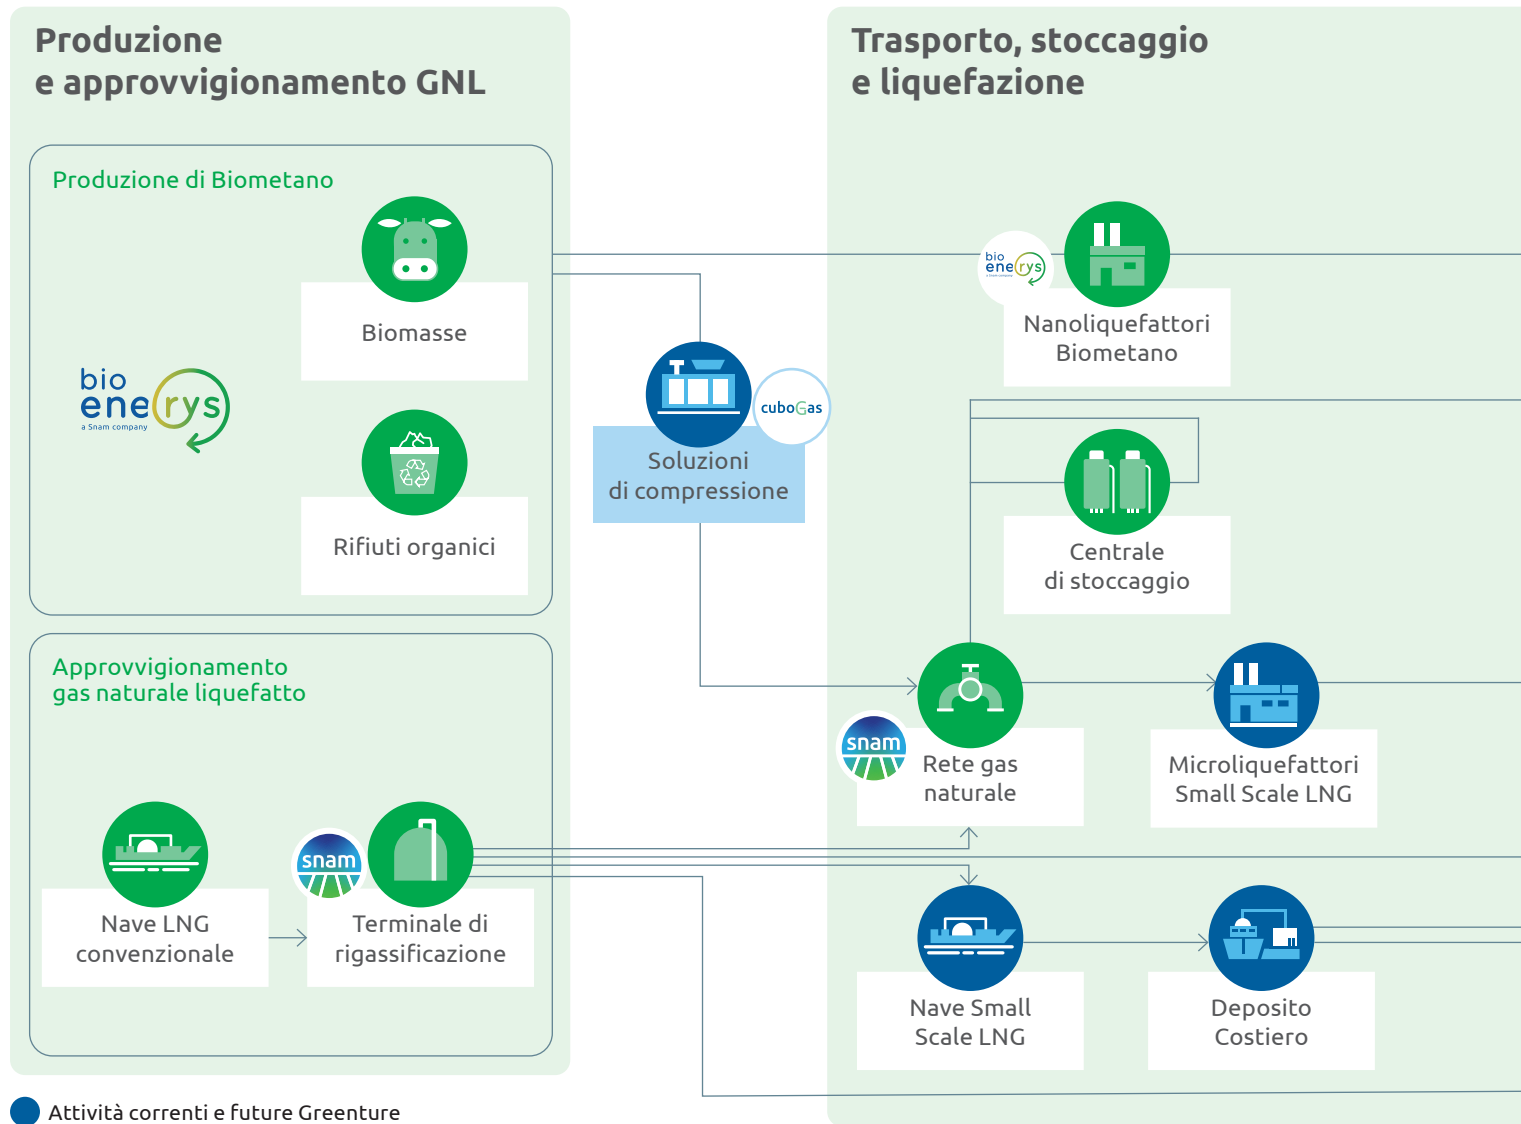 Produzione
e approvvigionamento GNL
Produzione di Biometano
Biomasse
bio
enerys
a Snam company
Rifiuti organici
Approvvigionamento
gas naturale liquefatto
Nave LNG
convenzionale
snam
Terminale di
rigassificazione
Attività correnti e future Greenture
cuboGas
Soluzioni
di compressione
Trasporto, stoccaggio
e liquefazione
bio
enerys
a Snam company
Nanoliquefattori
Biometano
Centrale
di stoccaggio
snam
Rete gas
naturale
Microliquefattori
Small Scale LNG
Nave Small
Scale LNG
Deposito
Costiero